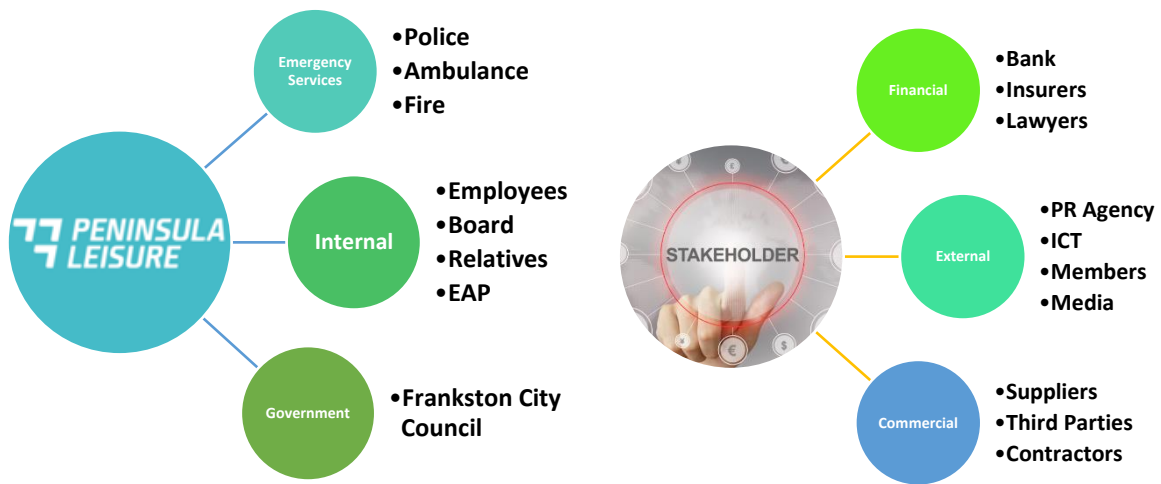 Emergency
Services
•Police
•Ambulance
•Fire
PENINSULA
LEISURE
Internal
•Employees
•Board
•Relatives
•EAP
Government
•Frankston City
Council
Financial
•Bank
•Insurers
•Lawyers
STAKEHOLDER
€
$
¥
External
•PR Agency
•ICT
•Members
•Media
Commercial
•Suppliers
•Third Parties
•Contractors